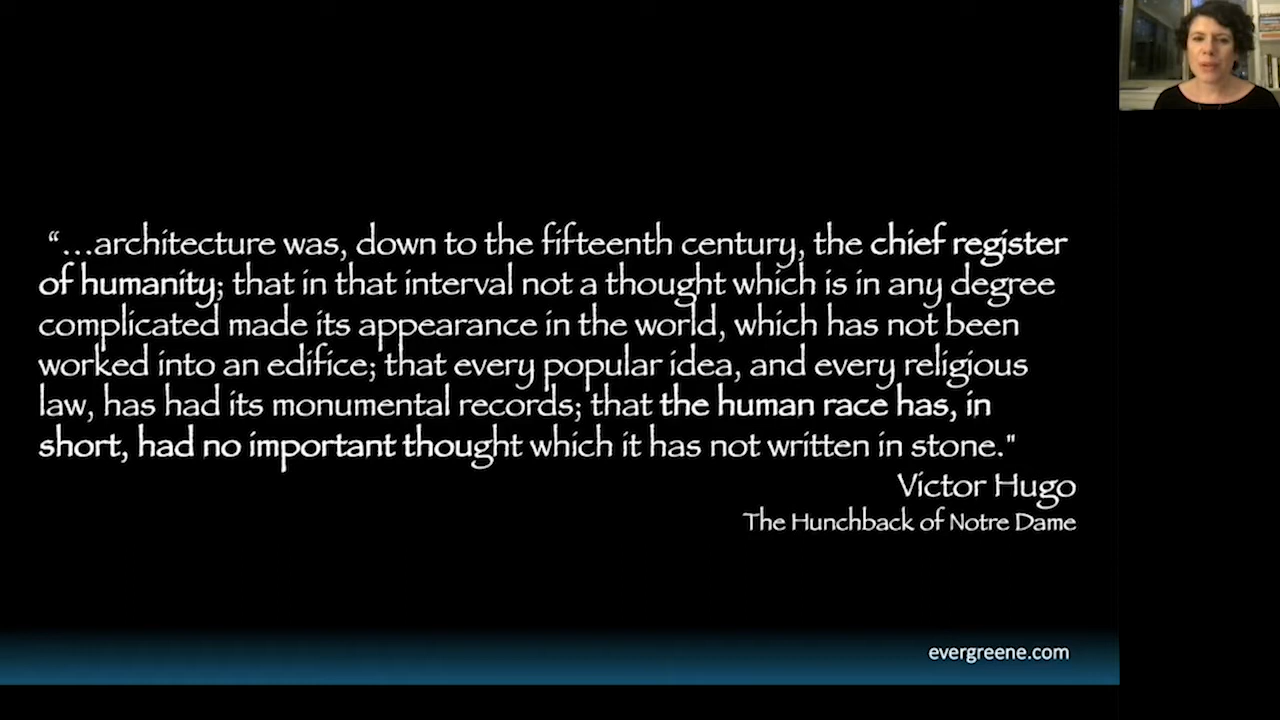 “…architecture was, down to the fifteenth century, the chief register
of humanity; that in that interval not a thought which is in any degree
complicated made its appearance in the world, which has not been
worked into an edifice; that every popular idea, and every religious
law, has had its monumental records; that the human race has, in
short, had no important thought which it has not written in stone."
Victor Hugo
The Hunchback of Notre Dame
evergreene.com